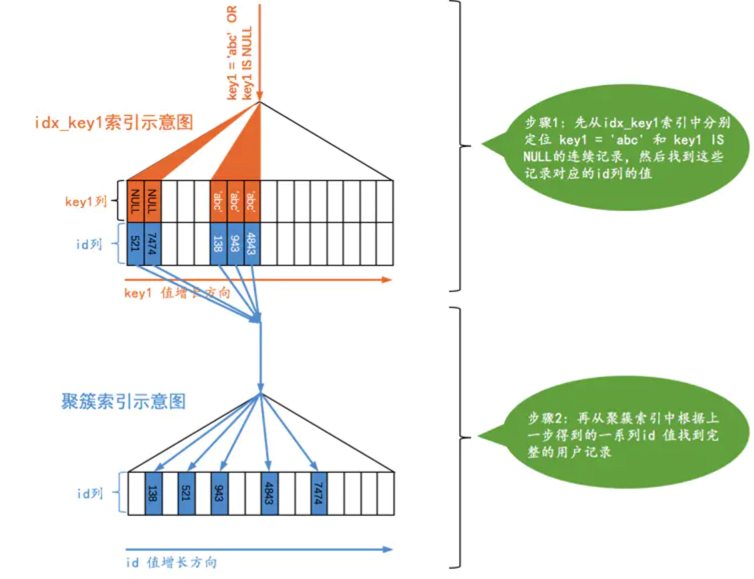 key1 = 'abc' OR
key1 IS NULL
idx_key1索引示意图
key1列
NULL
NULL
'abc'
'abc'
'abc'
id列
521
7474
138
943
4843
key1 值增长方向
步骤1: 先从idx_key1索引中分别
定位 key1 = 'abc' 和 key1 IS
NULL的连续记录，然后找到这些
记录对应的id列的值
聚簇索引示意图
id列
138
521
943
4843
7474
id 值增长方向
步骤2: 再从聚簇索引中根据上
一步得到的一系列id 值找到完
整的用户记录